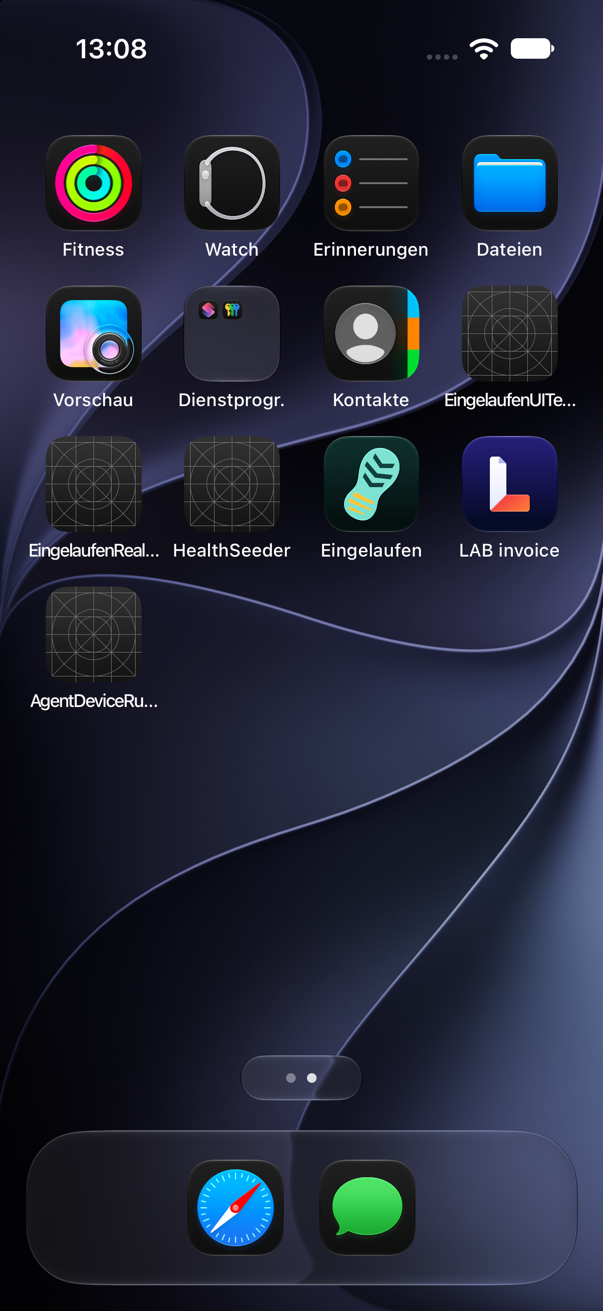 13:08
Fitness
Watch
Erinnerungen
Dateien
Vorschau
Dienstprogr.
Kontakte
EingelaufenUITe...
EingelaufenReal...
HealthSeeder
Eingelaufen
LAB invoice
AgentDeviceRu...